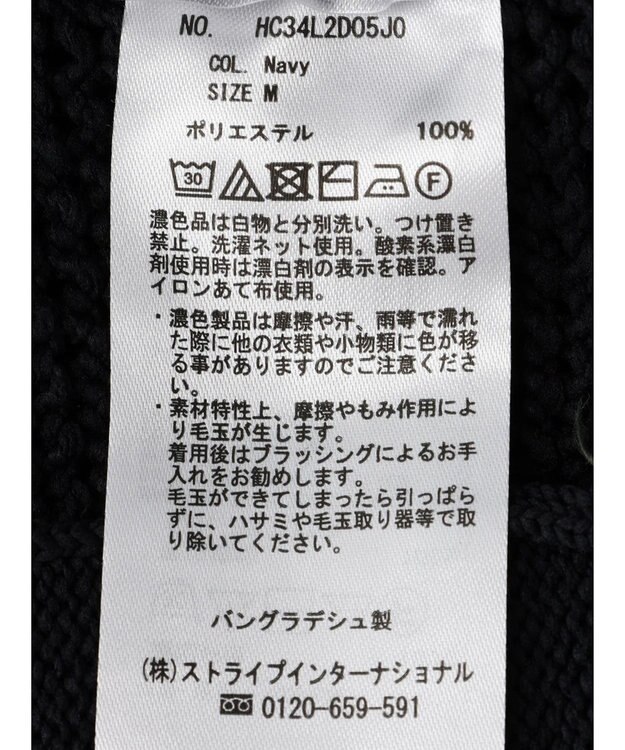 NO. HC34L2D05J0
COL. Navy
SIZE M
ポリエステル 100%
30 F
濃色品は白物と分別洗い。つけ置き
禁止。洗濯ネット使用。酸素系漂白
剤使用時は漂白剤の表示を確認。ア
イロンあて布使用。
・濃色製品は摩擦や汗、雨等で濡れ
た際に他の衣類や小物類に色が移
る事がありますのでご注意くださ
い。
・素材特性上、摩擦やもみ作用によ
り毛玉が生じます。
着用後はブラッシングによるお手
入れをお勧めします。
毛玉ができてしまったら引っぱら
ずに、ハサミや毛玉取り器等で取
り除いてください。
バングラデシュ製
(株)ストライプインターナショナル
0120-659-591